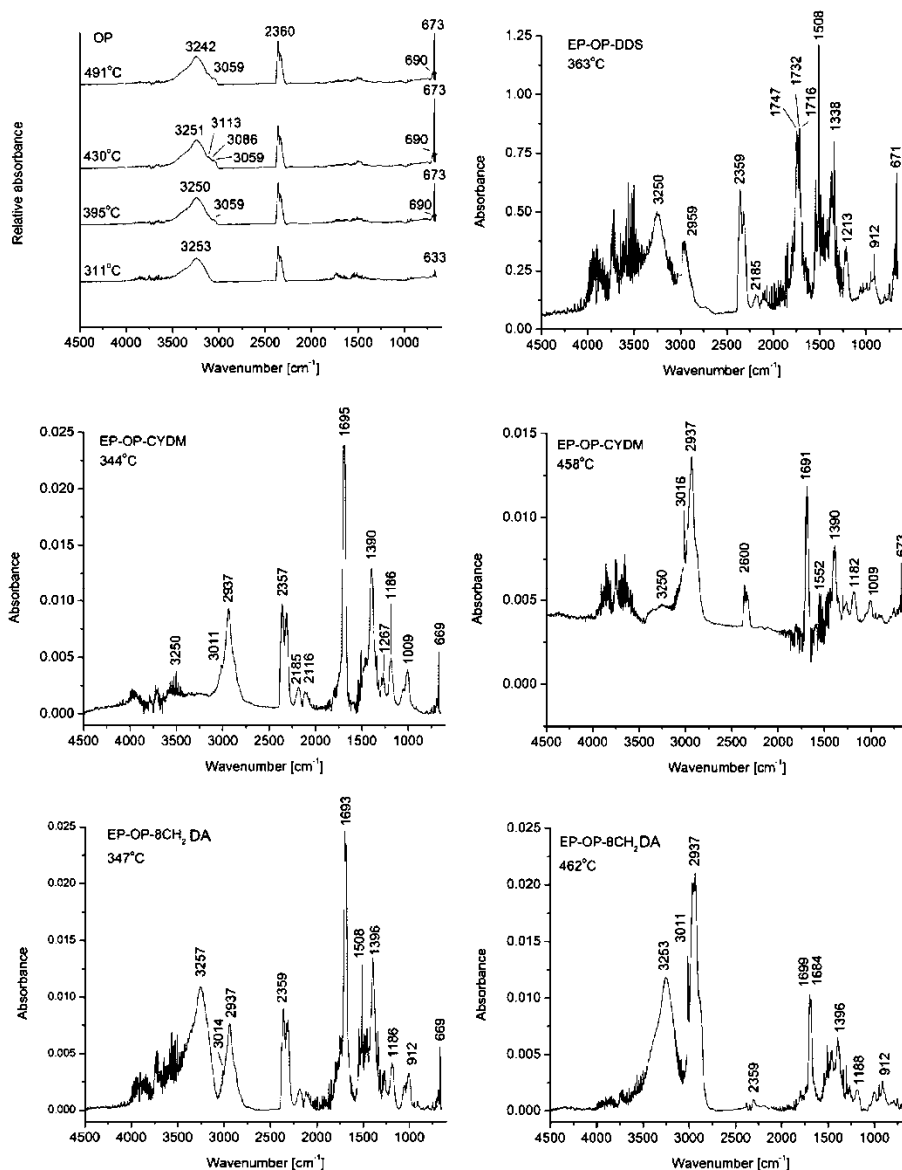 OP
3242
3059
2360
673
690
491°C
3251
3113
3086
3059
673
690
430°C
3250
3059
673
690
395°C
3253
633
311°C
Relative absorbance
4500 4000 3500 3000 2500 2000 1500 1000
Wavenumber [cm⁻¹]
EP-OP-DDS
363°C
1508
1732
1747
1716
1338
671
2359
3250
2959
2185
1213
912
Absorbance
1.25
1.00
0.75
0.50
0.25
0.00
4500 4000 3500 3000 2500 2000 1500 1000
Wavenumber [cm⁻¹]
EP-OP-CYDM
344°C
1695
1390
2937
2357
1186
1267
3011
3250
2185
2116
1009
669
Absorbance
0.025
0.020
0.015
0.010
0.005
0.000
4500 4000 3500 3000 2500 2000 1500 1000
Wavenumber [cm⁻¹]
EP-OP-CYDM
458°C
2937
3016
1691
1390
2600
3250
1552
1182
1009
673
Absorbance
0.015
0.010
0.005
0.000
4500 4000 3500 3000 2500 2000 1500 1000
Wavenumber [cm⁻¹]
EP-OP-8CH₂DA
347°C
1693
1508
1396
3257
3014
2937
2359
1186
912
669
Absorbance
0.025
0.020
0.015
0.010
0.005
0.000
4500 4000 3500 3000 2500 2000 1500 1000
Wavenumber [cm⁻¹]
EP-OP-8CH₂DA
462°C
2937
3011
3253
1699
1684
1396
2359
1188
912
Absorbance
0.025
0.020
0.015
0.010
0.005
0.000
4500 4000 3500 3000 2500 2000 1500 1000
Wavenumber [cm⁻¹]